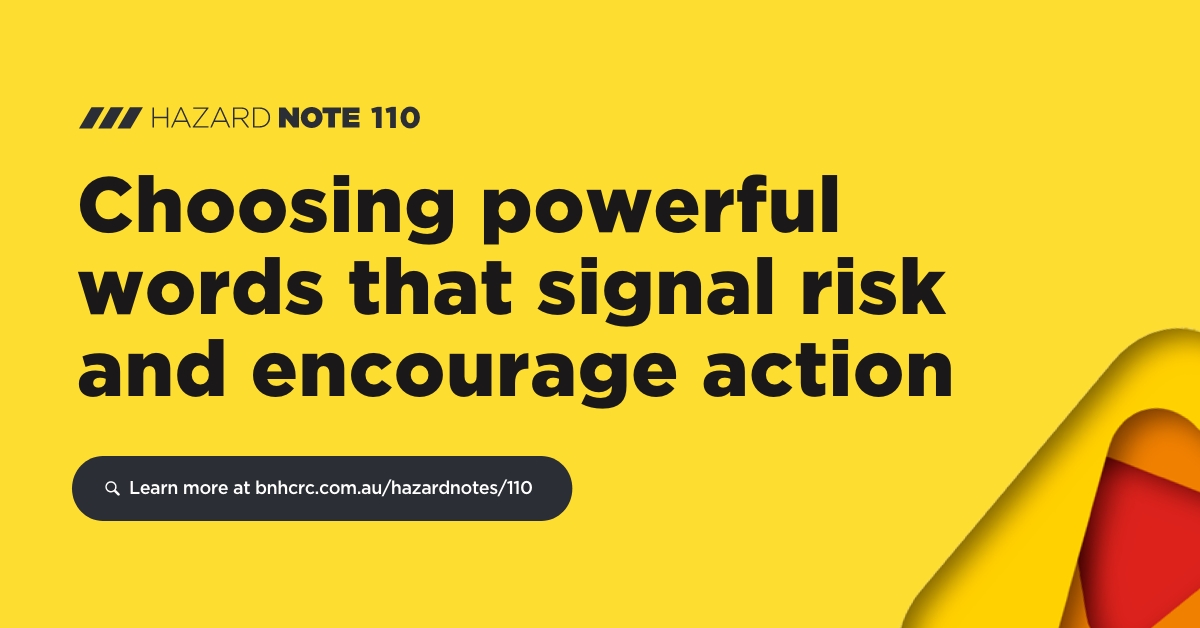 HAZARD NOTE 110
Choosing powerful
words that signal risk
and encourage action
Learn more at bnhcrc.com.au/hazardnotes/110